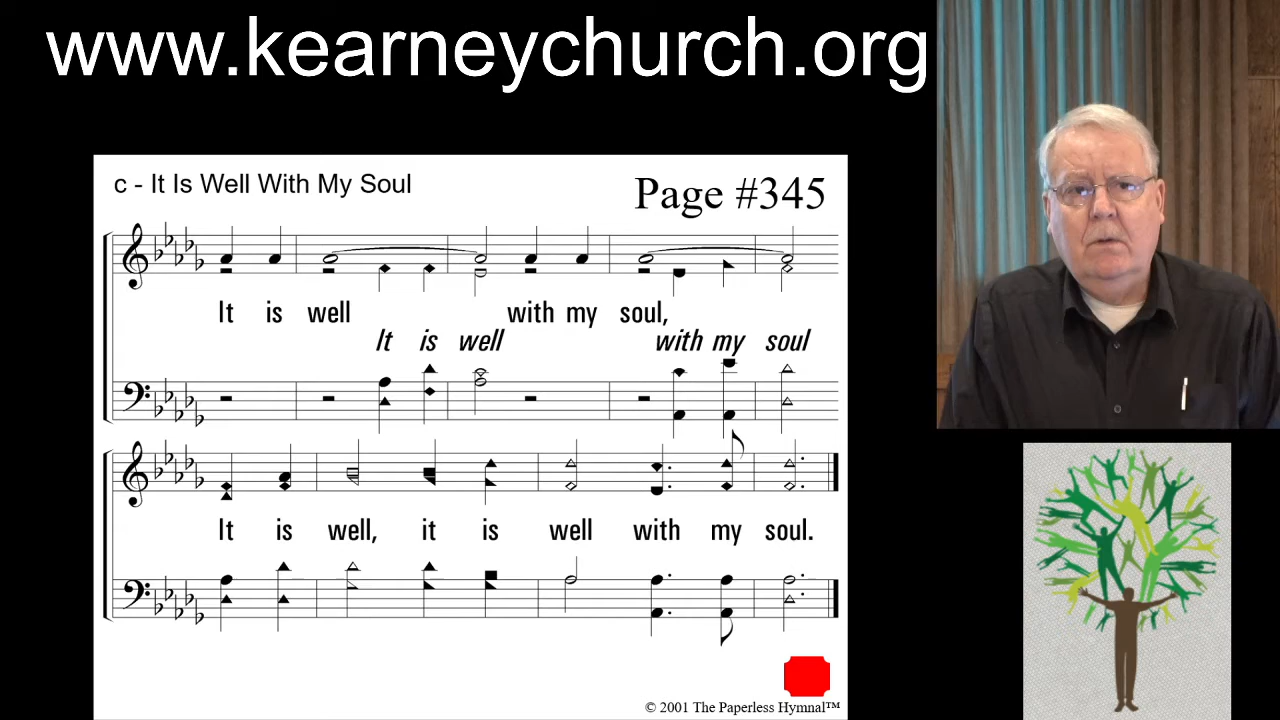 www.kearneychurch.org
c - It Is Well With My Soul
Page #345
It is well with my soul,
It is well with my soul
It is well, it is well with my soul.
© 2001 The Paperless Hymnal™